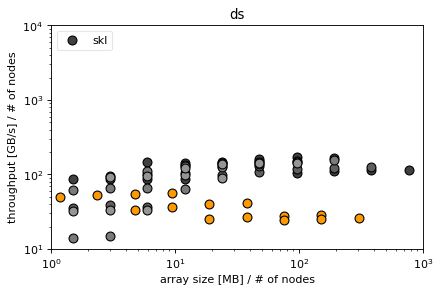 ds
skl
throughput [GB/s] / # of nodes
10^4
10^3
10^2
10^1
10^0
10^1
10^2
10^3
array size [MB] / # of nodes